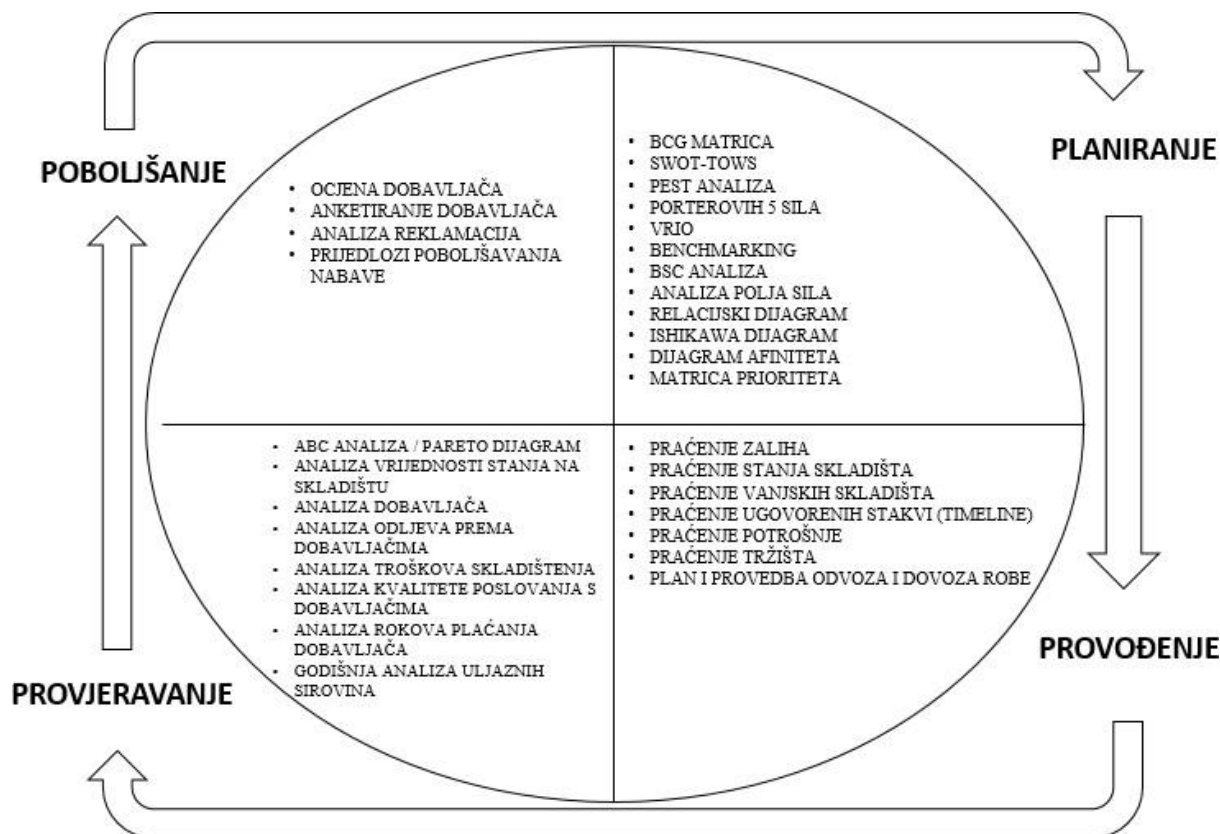 POBOLJŠANJE
• OCJENA DOBAVLJAČA
• ANKETIRANJE DOBAVLJAČA
• ANALIZA REKLAMACIJA
• PRIJEDLOZI POBOLJŠAVANJA
NABAVE
PLANIRANJE
• BCG MATRICA
• SWOT-TOWS
• PEST ANALIZA
• PORTEROVIH 5 SILA
• VRIO
• BENCHMARKING
• BSC ANALIZA
• ANALIZA POLJA SILA
• RELACIJSKI DIJAGRAM
• ISHIKAWA DIJAGRAM
• DIJAGRAM AFINITETA
• MATRICA PRIORITETA
PROVJERAVANJE
- ABC ANALIZA / PARETO DIJAGRAM
- ANALIZA VRIJEDNOSTI STANJA NA
SKLADIŠTU
- ANALIZA DOBAVLJAČA
- ANALIZA ODLJEVA PREMA
DOBAVLJAČIMA
- ANALIZA TROŠKOVA SKLADIŠTENJA
- ANALIZA KVALITETE POSLOVANJA S
DOBAVLJAČIMA
- ANALIZA ROKOVA PLAĆANJA
DOBAVLJAČA
- GODIŠNJA ANALIZA ULJAZNIH
SIROVINA
PROVOĐENJE
• PRAĆENJE ZALIHA
• PRAĆENJE STANJA SKLADIŠTA
• PRAĆENJE VANJSKIH SKLADIŠTA
• PRAĆENJE UGOVORENIH STAKVI (TIMELINE)
• PRAĆENJE POTROŠNJE
• PRAĆENJE TRŽIŠTA
• PLAN I PROVEDBA ODVOZA I DOVOZA ROBE